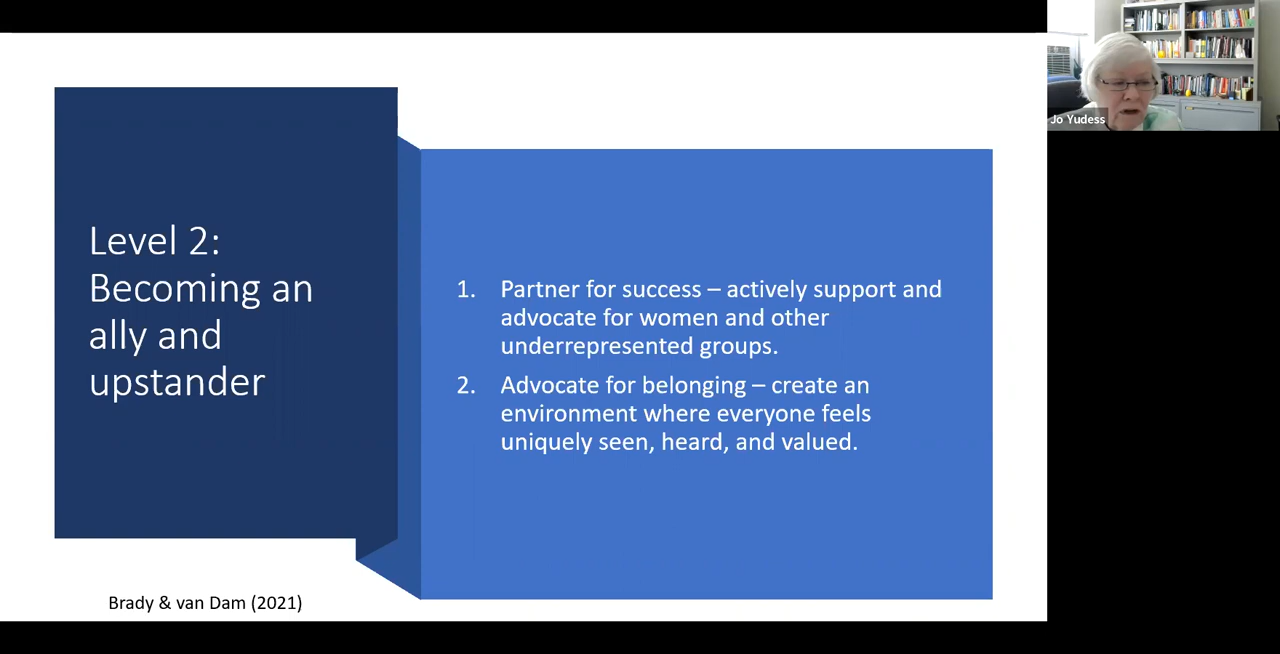 Level 2:
Becoming an
ally and
upstander
1. Partner for success – actively support and
advocate for women and other
underrepresented groups.
2. Advocate for belonging – create an
environment where everyone feels
uniquely seen, heard, and valued.
Brady & van Dam (2021)
Jo Yudess